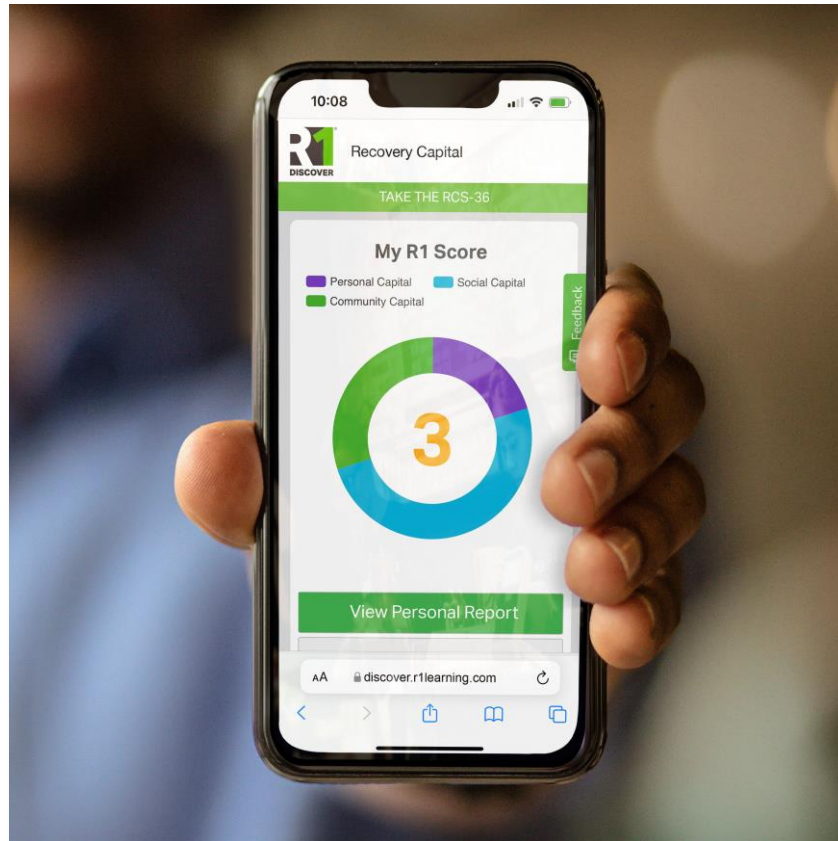 10:08
R1
DISCOVER
Recovery Capital
TAKE THE RCS-36
My R1 Score
Personal Capital
Social Capital
Community Capital
Feedback
3
View Personal Report
AA
discover.r1learning.com